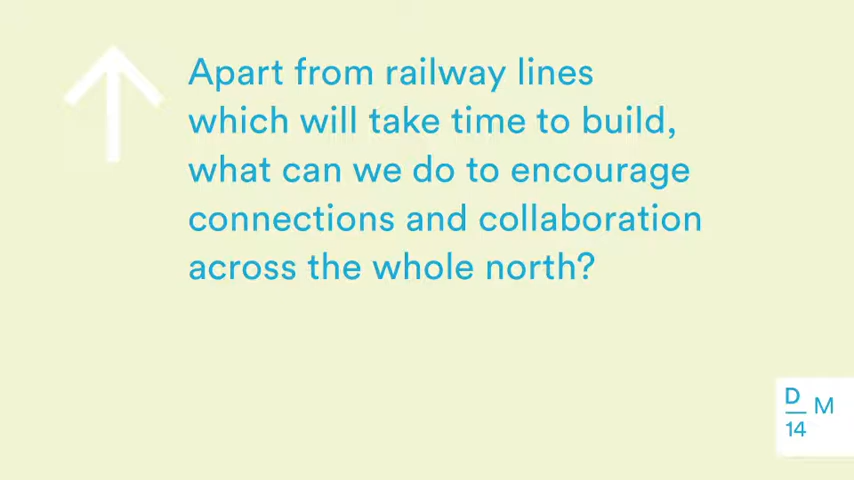 Apart from railway lines
which will take time to build,
what can we do to encourage
connections and collaboration
across the whole north?
D M
14